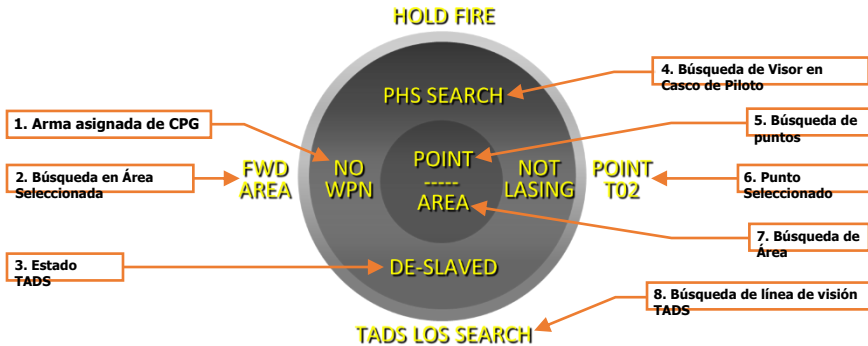 HOLD FIRE
4. Búsqueda de Visor en
Casco de Piloto
PHS SEARCH
1. Arma asignada de CPG
5. Búsqueda de
puntos
2. Búsqueda en Área
Seleccionada
FWD
AREA
NO
WPN
POINT
-----
AREA
NOT
LASING
POINT
T02
6. Punto
Seleccionado
7. Búsqueda de
Área
3. Estado
TADS
DE-SLAVED
8. Búsqueda de línea de visión
TADS
TADS LOS SEARCH